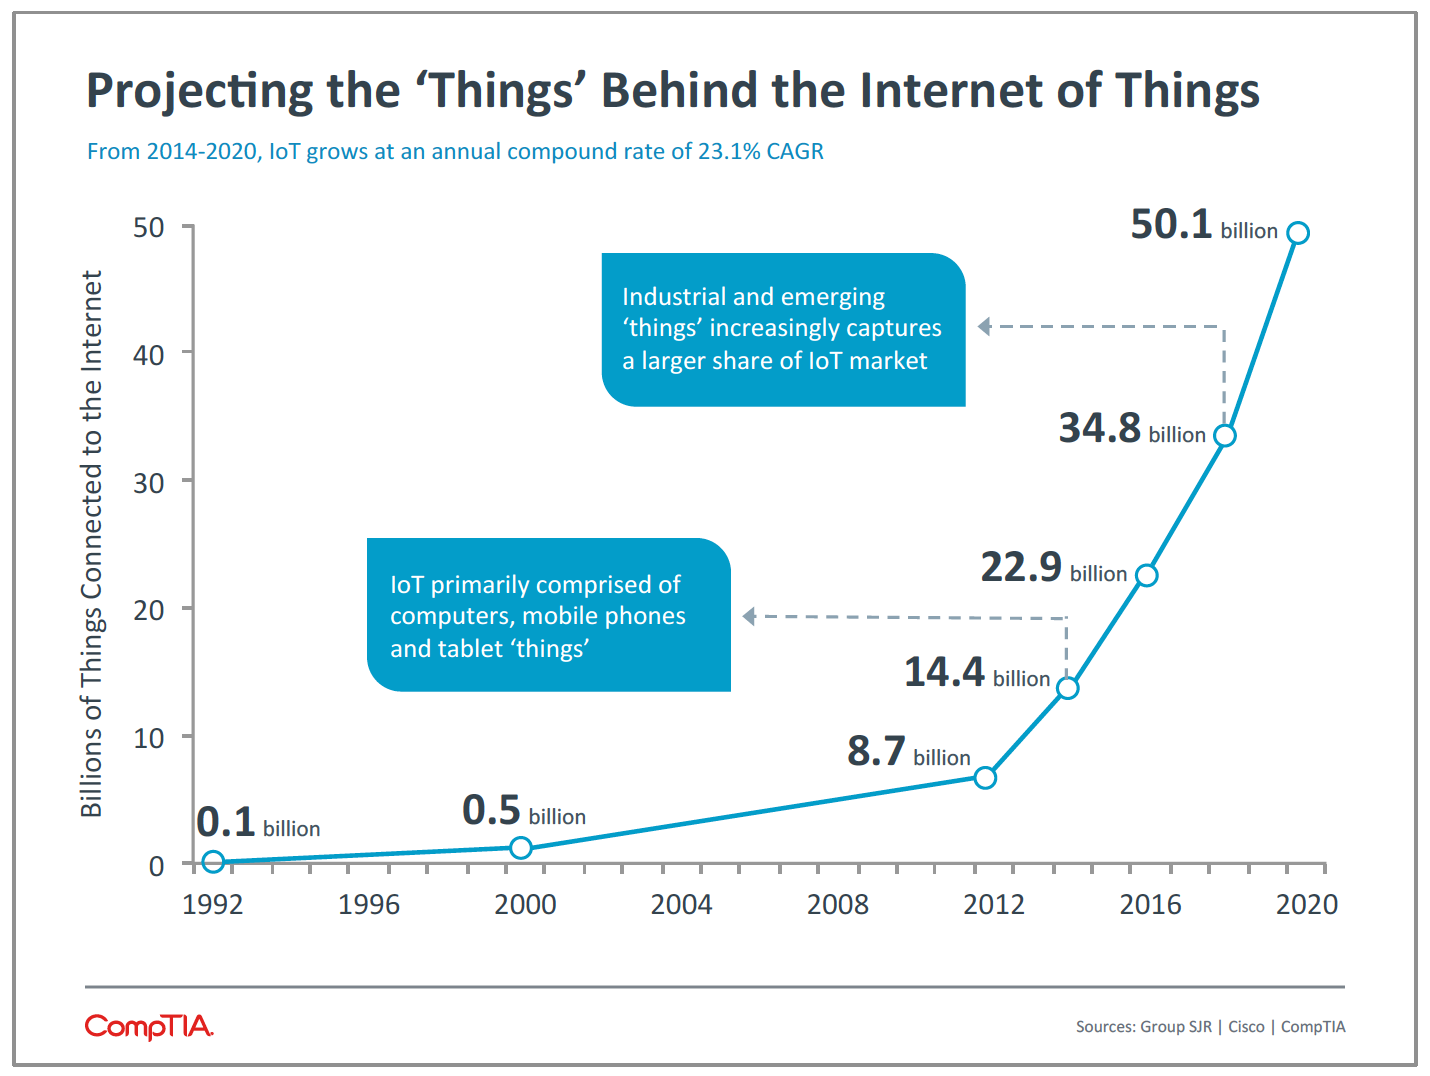 Projecting the ‘Things’ Behind the Internet of Things
From 2014-2020, IoT grows at an annual compound rate of 23.1% CAGR
Billions of Things Connected to the Internet
50
40
30
20
10
0
50.1 billion
Industrial and emerging
‘things’ increasingly captures
a larger share of IoT market
34.8 billion
22.9 billion
IoT primarily comprised of
computers, mobile phones
and tablet ‘things’
14.4 billion
8.7 billion
0.5 billion
0.1 billion
1992 1996 2000 2004 2008 2012 2016 2020
CompTIA.
Sources: Group SJR | Cisco | CompTIA